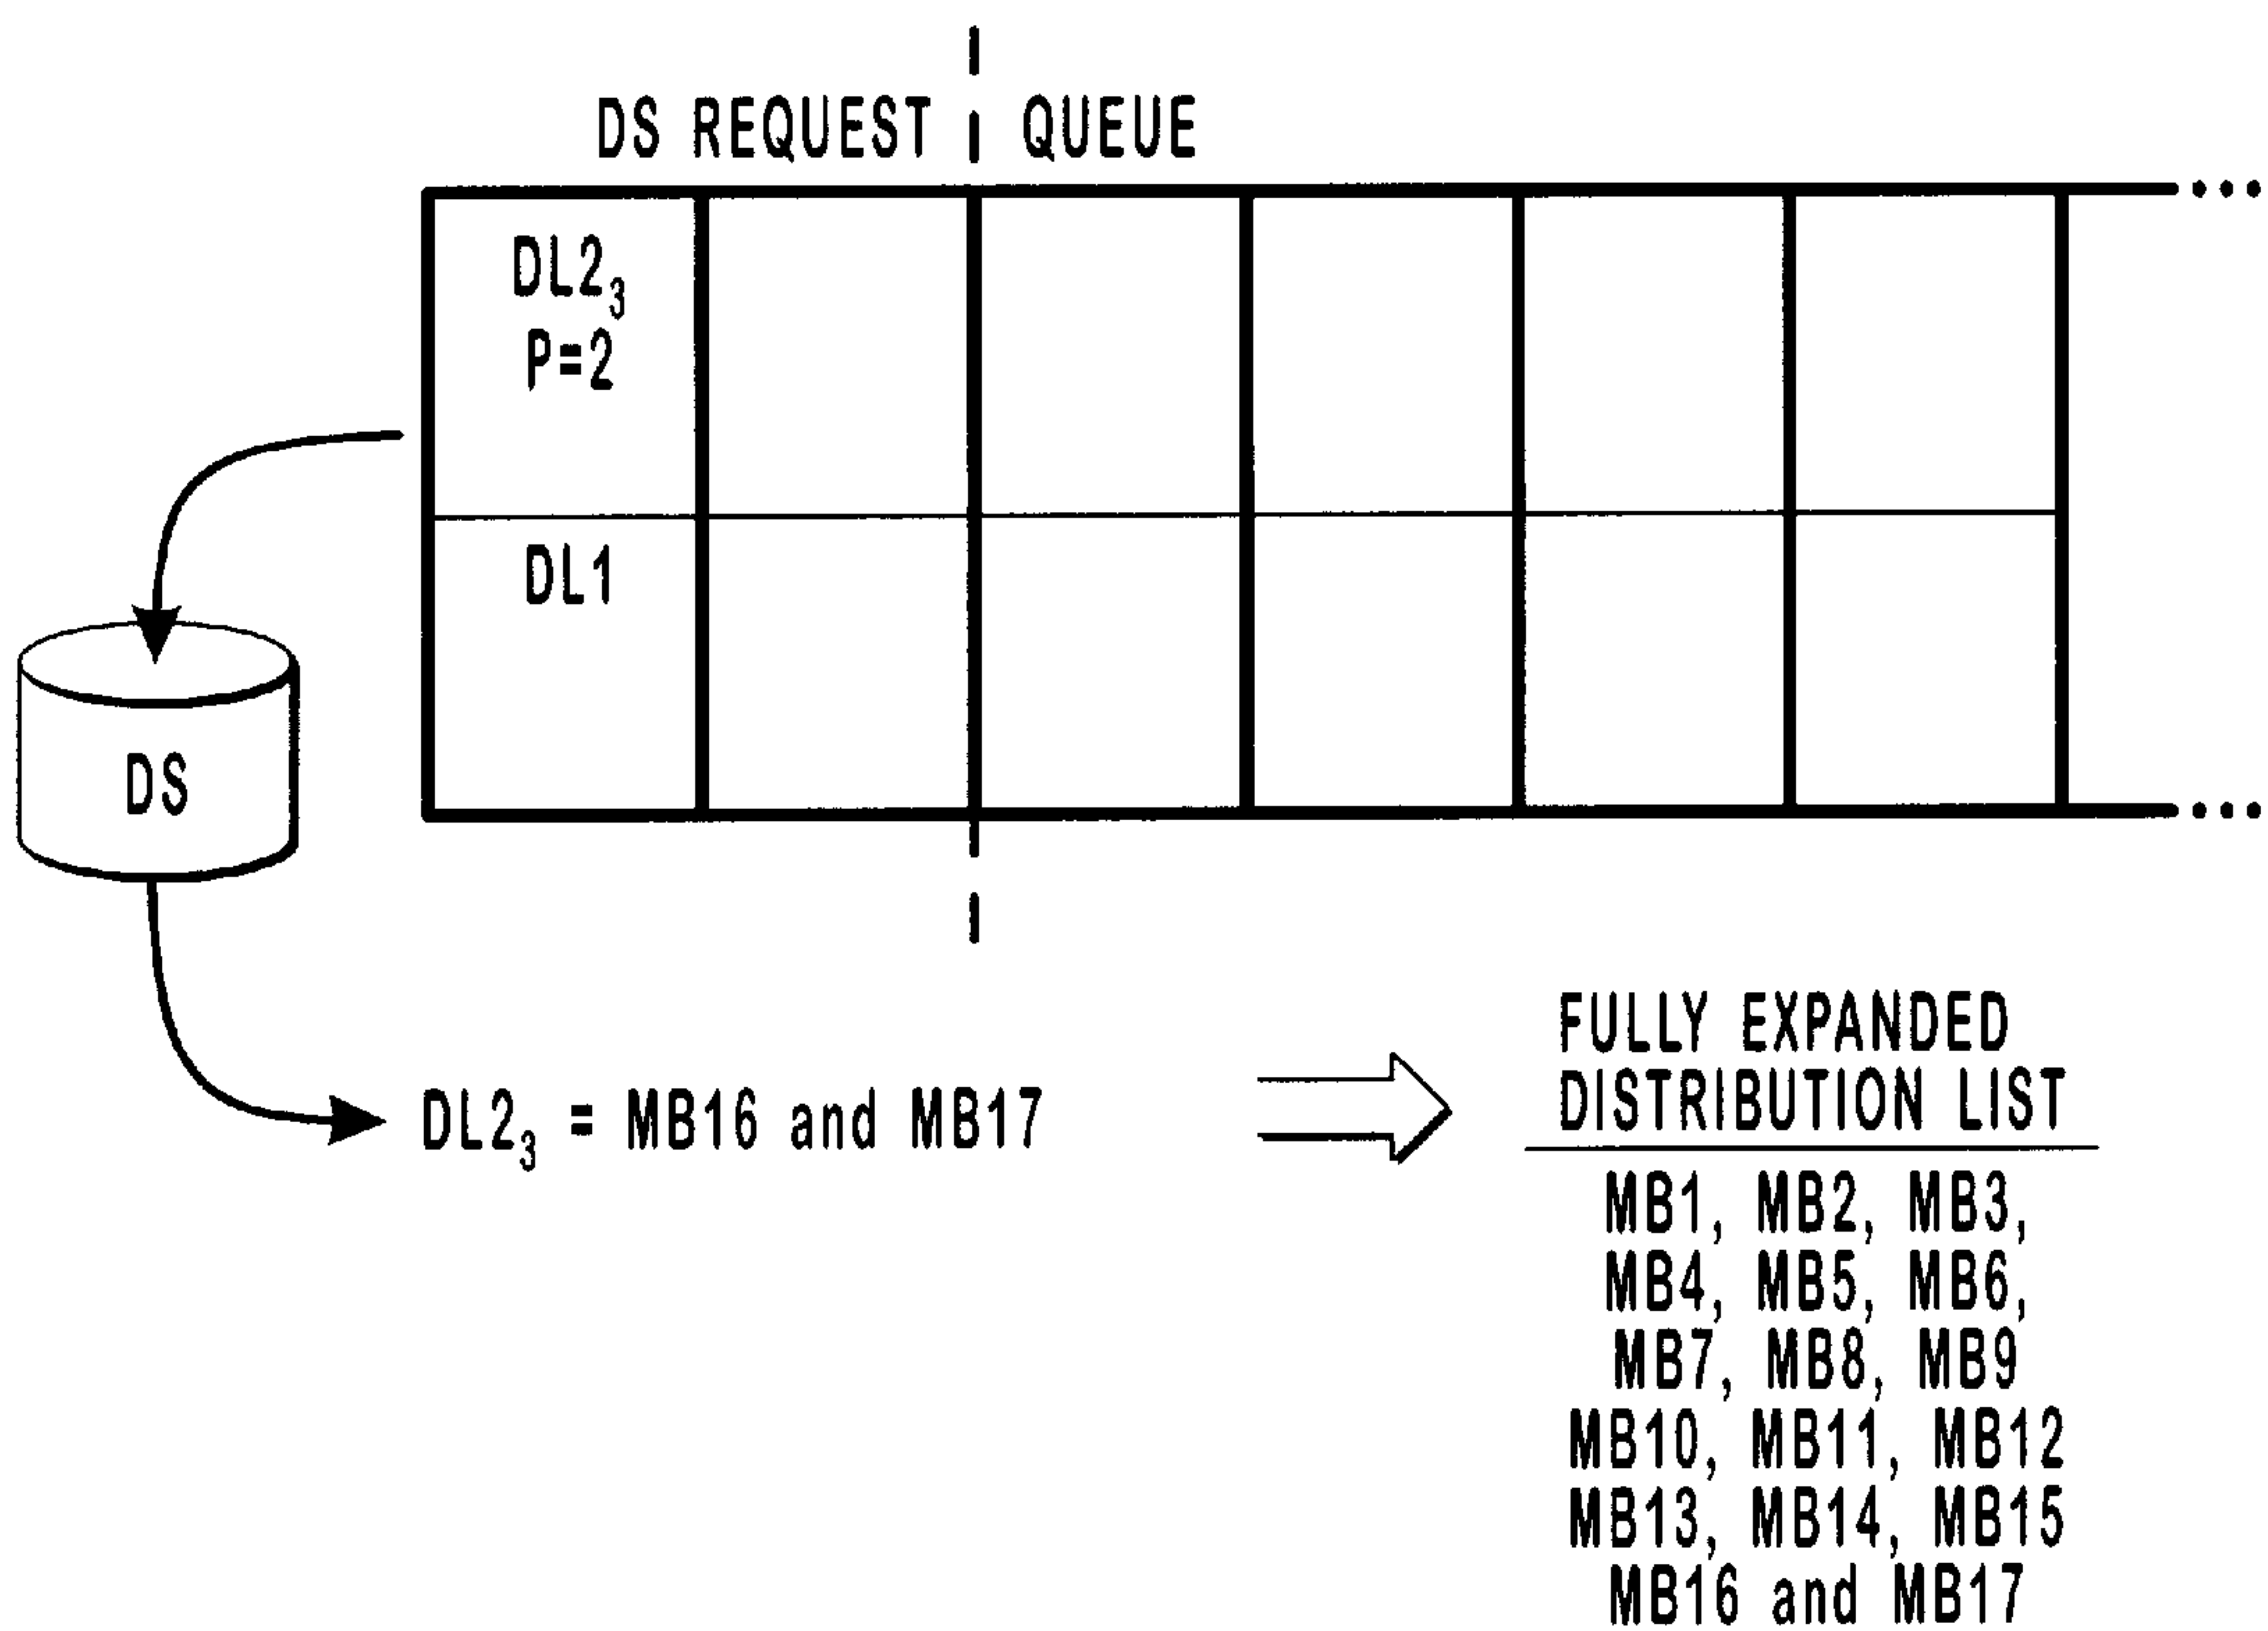 DS REQUEST QUEUE
DL2₃
P=2
DL1
DS
DL2₃ = MB16 and MB17
FULLY EXPANDED
DISTRIBUTION LIST
MB1, MB2, MB3,
MB4, MB5, MB6,
MB7, MB8, MB9
MB10, MB11, MB12
MB13, MB14, MB15
MB16 and MB17